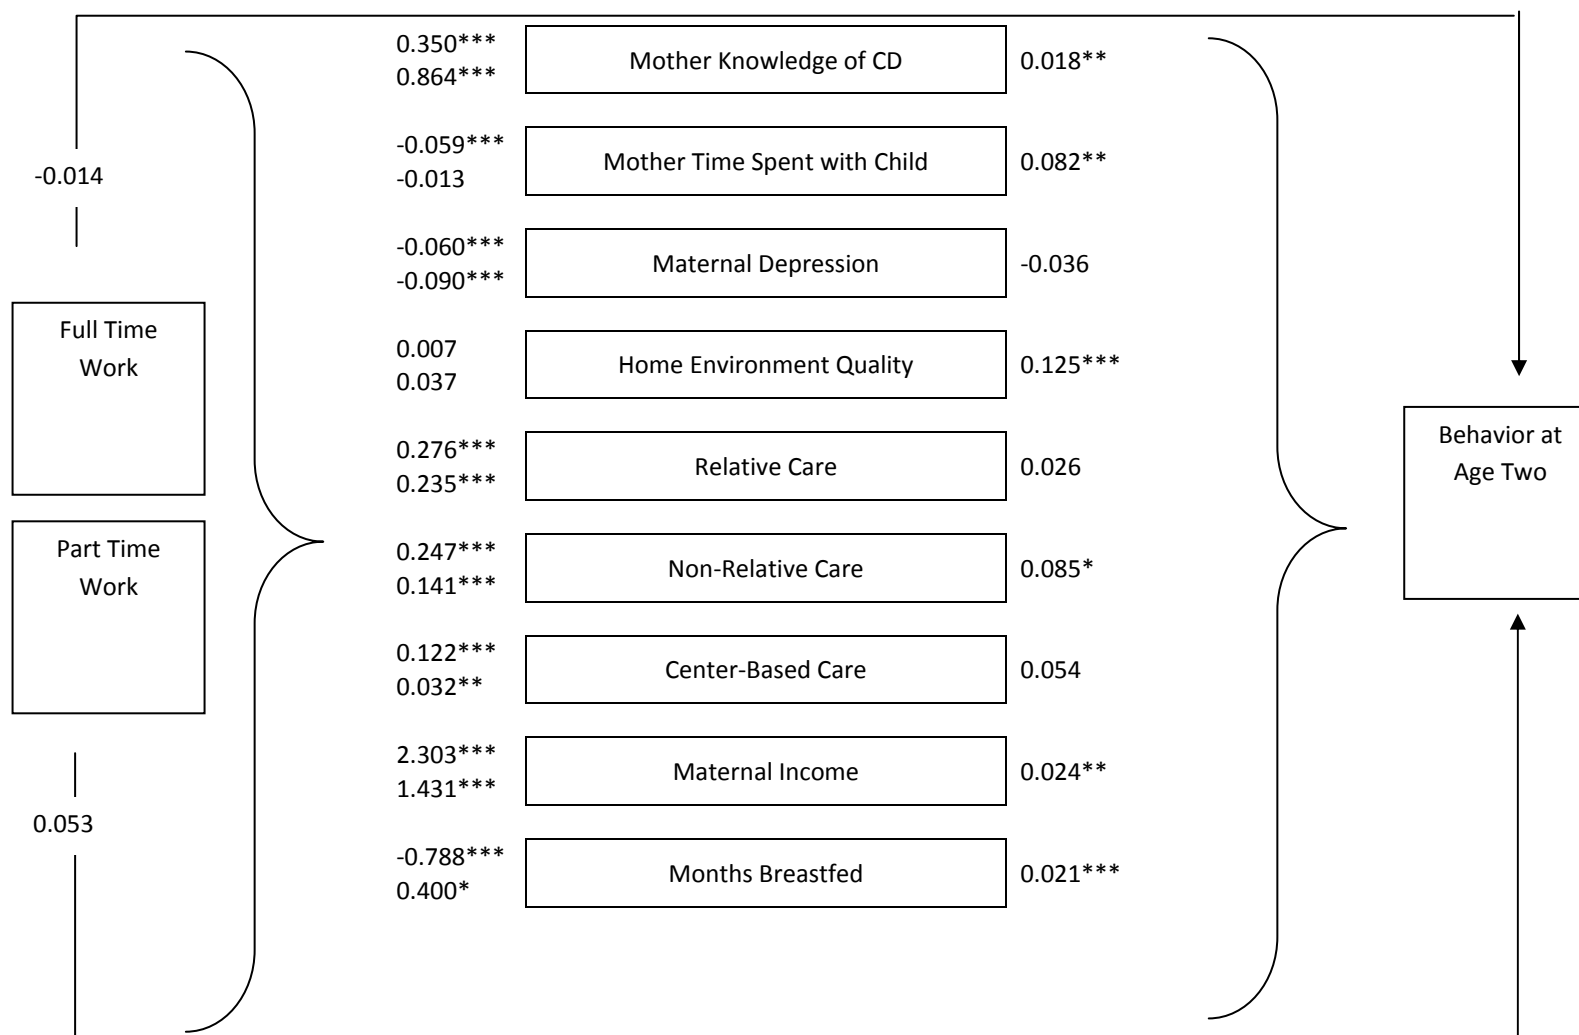 0.350***
0.864***
Mother Knowledge of CD
0.018**
-0.059***
-0.013
Mother Time Spent with Child
0.082**
-0.014
-0.060***
-0.090***
Maternal Depression
-0.036
Full Time
Work
0.007
0.037
Home Environment Quality
0.125***
0.276***
0.235***
Relative Care
0.026
Behavior at
Age Two
Part Time
Work
0.247***
0.141***
Non-Relative Care
0.085*
0.122***
0.032**
Center-Based Care
0.054
2.303***
1.431***
Maternal Income
0.024**
0.053
-0.788***
0.400*
Months Breastfed
0.021***